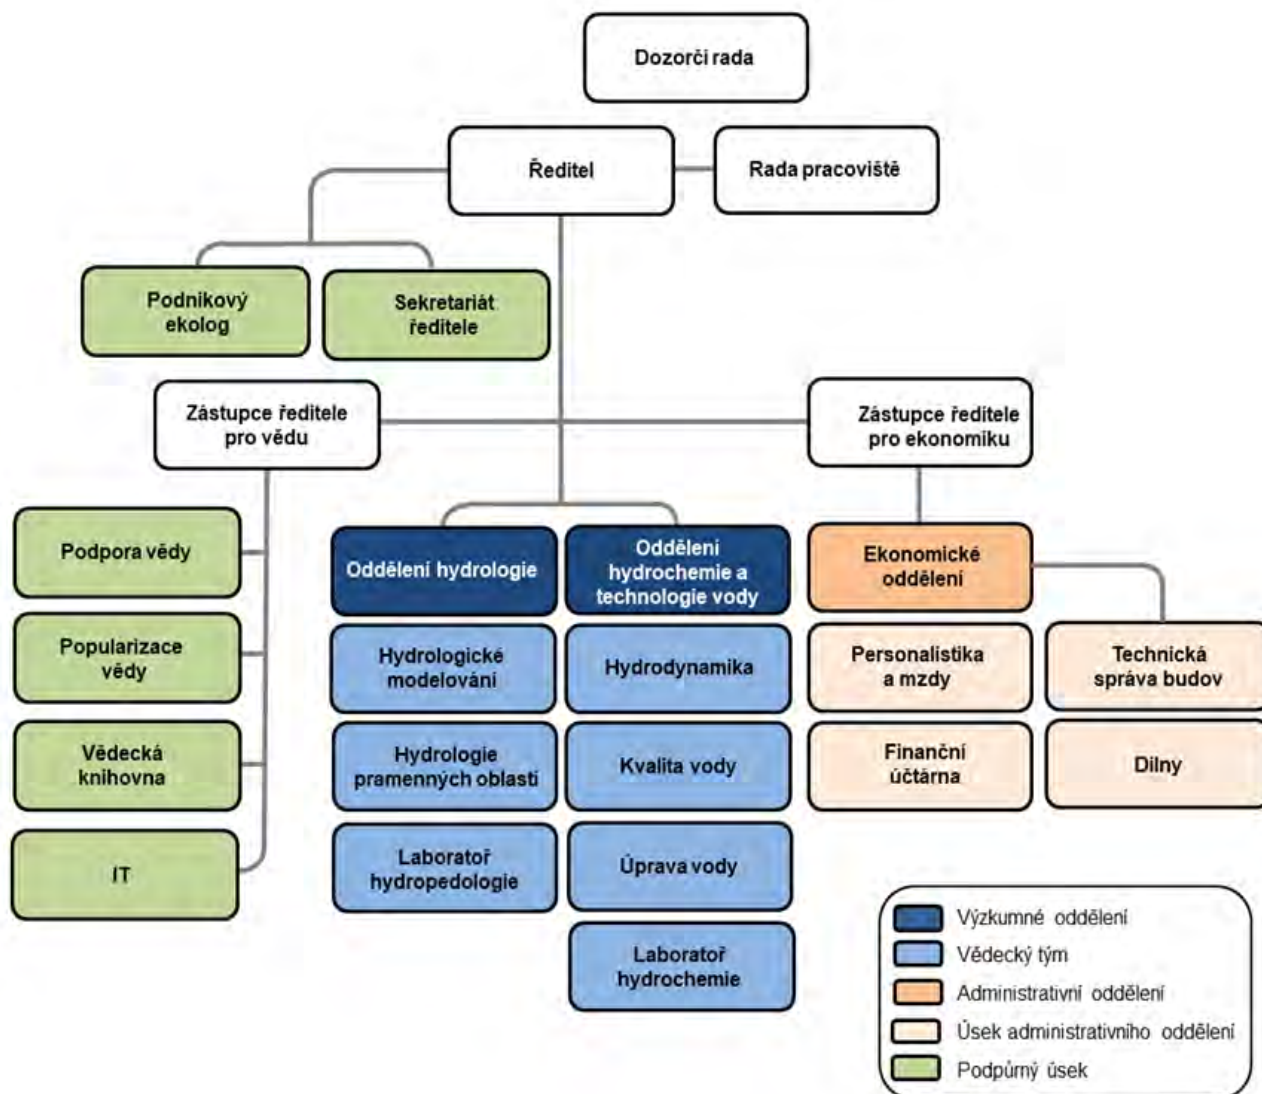 Dozorčí rada
Ředitel
Rada pracoviště
Podnikový
ekolog
Sekretariát
ředitele
Zástupce ředitele
pro vědu
Zástupce ředitele
pro ekonomiku
Podpora vědy
Popularizace
vědy
Vědecká
knihovna
IT
Oddělení hydrologie
Hydrologické
modelování
Hydrologie
pramenných oblastí
Laboratoř
hydropedologie
Oddělení
hydrochemie a
technologie vody
Hydrodynamika
Kvalita vody
Úprava vody
Laboratoř
hydrochemie
Ekonomické
oddělení
Personalistika
a mzdy
Finanční
účtárna
Technická
správa budov
Dílny
Výzkumné oddělení
Vědecký tým
Administrativní oddělení
Úsek administrativního oddělení
Podpůrný úsek